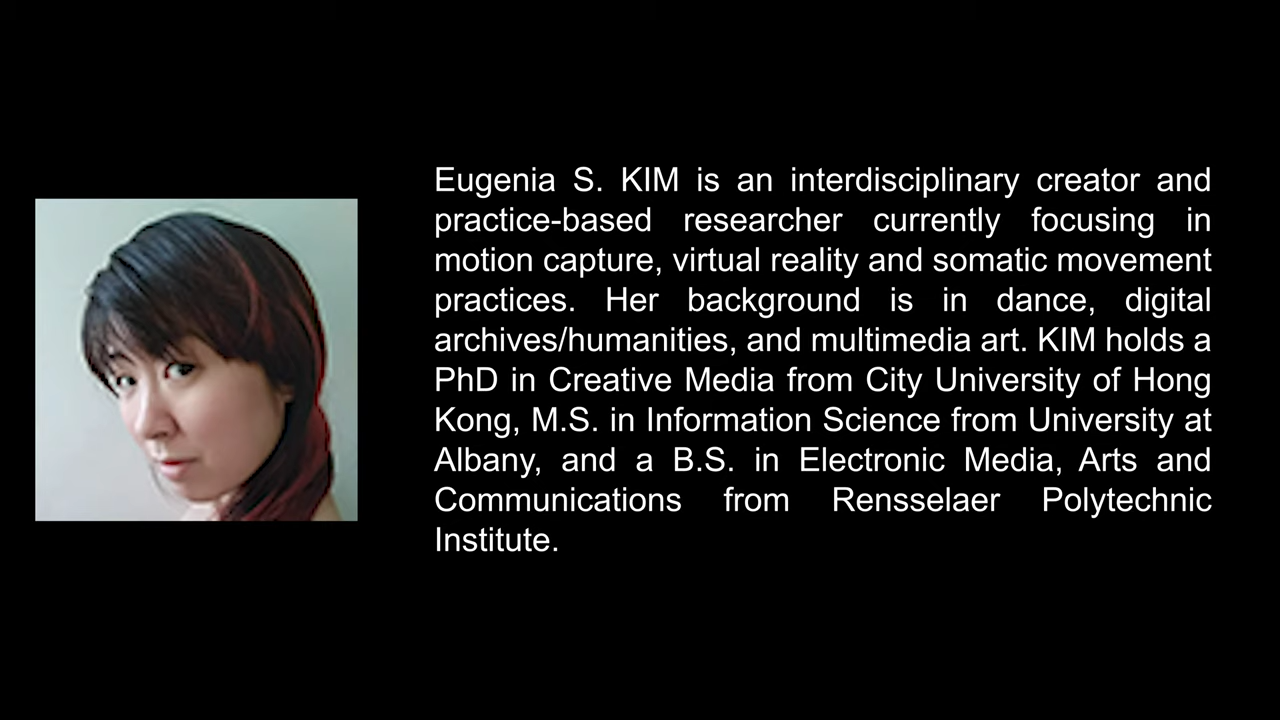 Eugenia S. KIM is an interdisciplinary creator and
practice-based researcher currently focusing in
motion capture, virtual reality and somatic movement
practices. Her background is in dance, digital
archives/humanities, and multimedia art. KIM holds a
PhD in Creative Media from City University of Hong
Kong, M.S. in Information Science from University at
Albany, and a B.S. in Electronic Media, Arts and
Communications from Rensselaer Polytechnic
Institute.